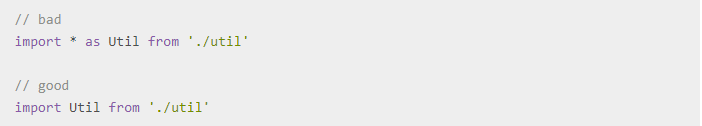 // bad
import * as Util from './util'
// good
import Util from './util'